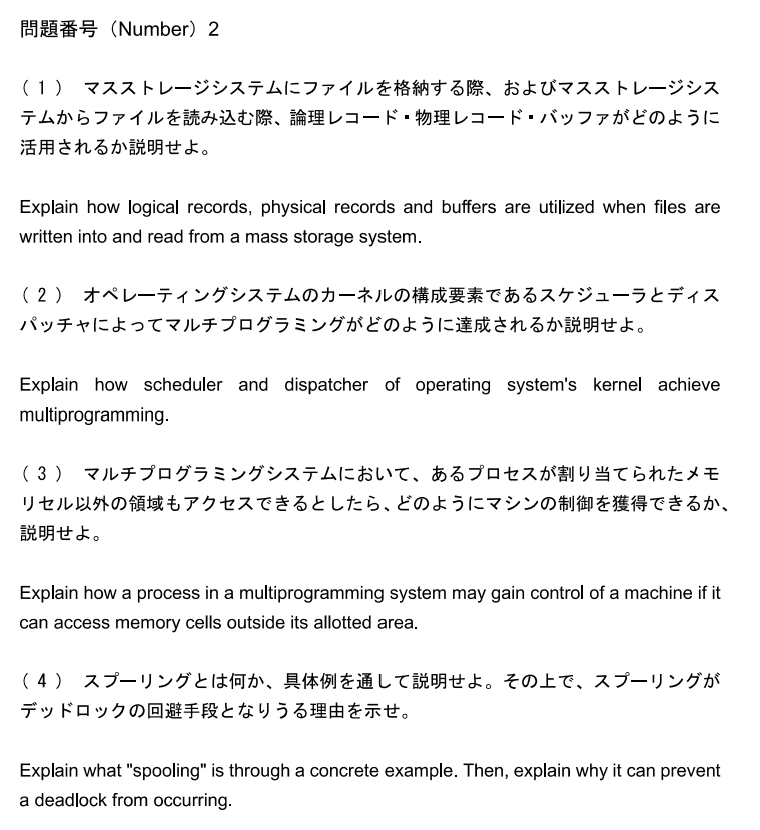 問題番号（Number）2
（１） マスストレージシステムにファイルを格納する際、およびマスストレージシス
テムからファイルを読み込む際、論理レコード・物理レコード・バッファがどのように
活用されるか説明せよ。
Explain how logical records, physical records and buffers are utilized when files are
written into and read from a mass storage system.
（２） オペレーティングシステムのカーネルの構成要素であるスケジューラとディス
パッチャによってマルチプログラミングがどのように達成されるか説明せよ。
Explain how scheduler and dispatcher of operating system's kernel achieve
multiprogramming.
（３） マルチプログラミングシステムにおいて、あるプロセスが割り当てられたメモ
リセル以外の領域もアクセスできるとしたら、どのようにマシンの制御を獲得できるか、
説明せよ。
Explain how a process in a multiprogramming system may gain control of a machine if it
can access memory cells outside its allotted area.
（４） スプーリングとは何か、具体例を通して説明せよ。その上で、スプーリングが
デッドロックの回避手段となりうる理由を示せ。
Explain what "spooling" is through a concrete example. Then, explain why it can prevent
a deadlock from occurring.